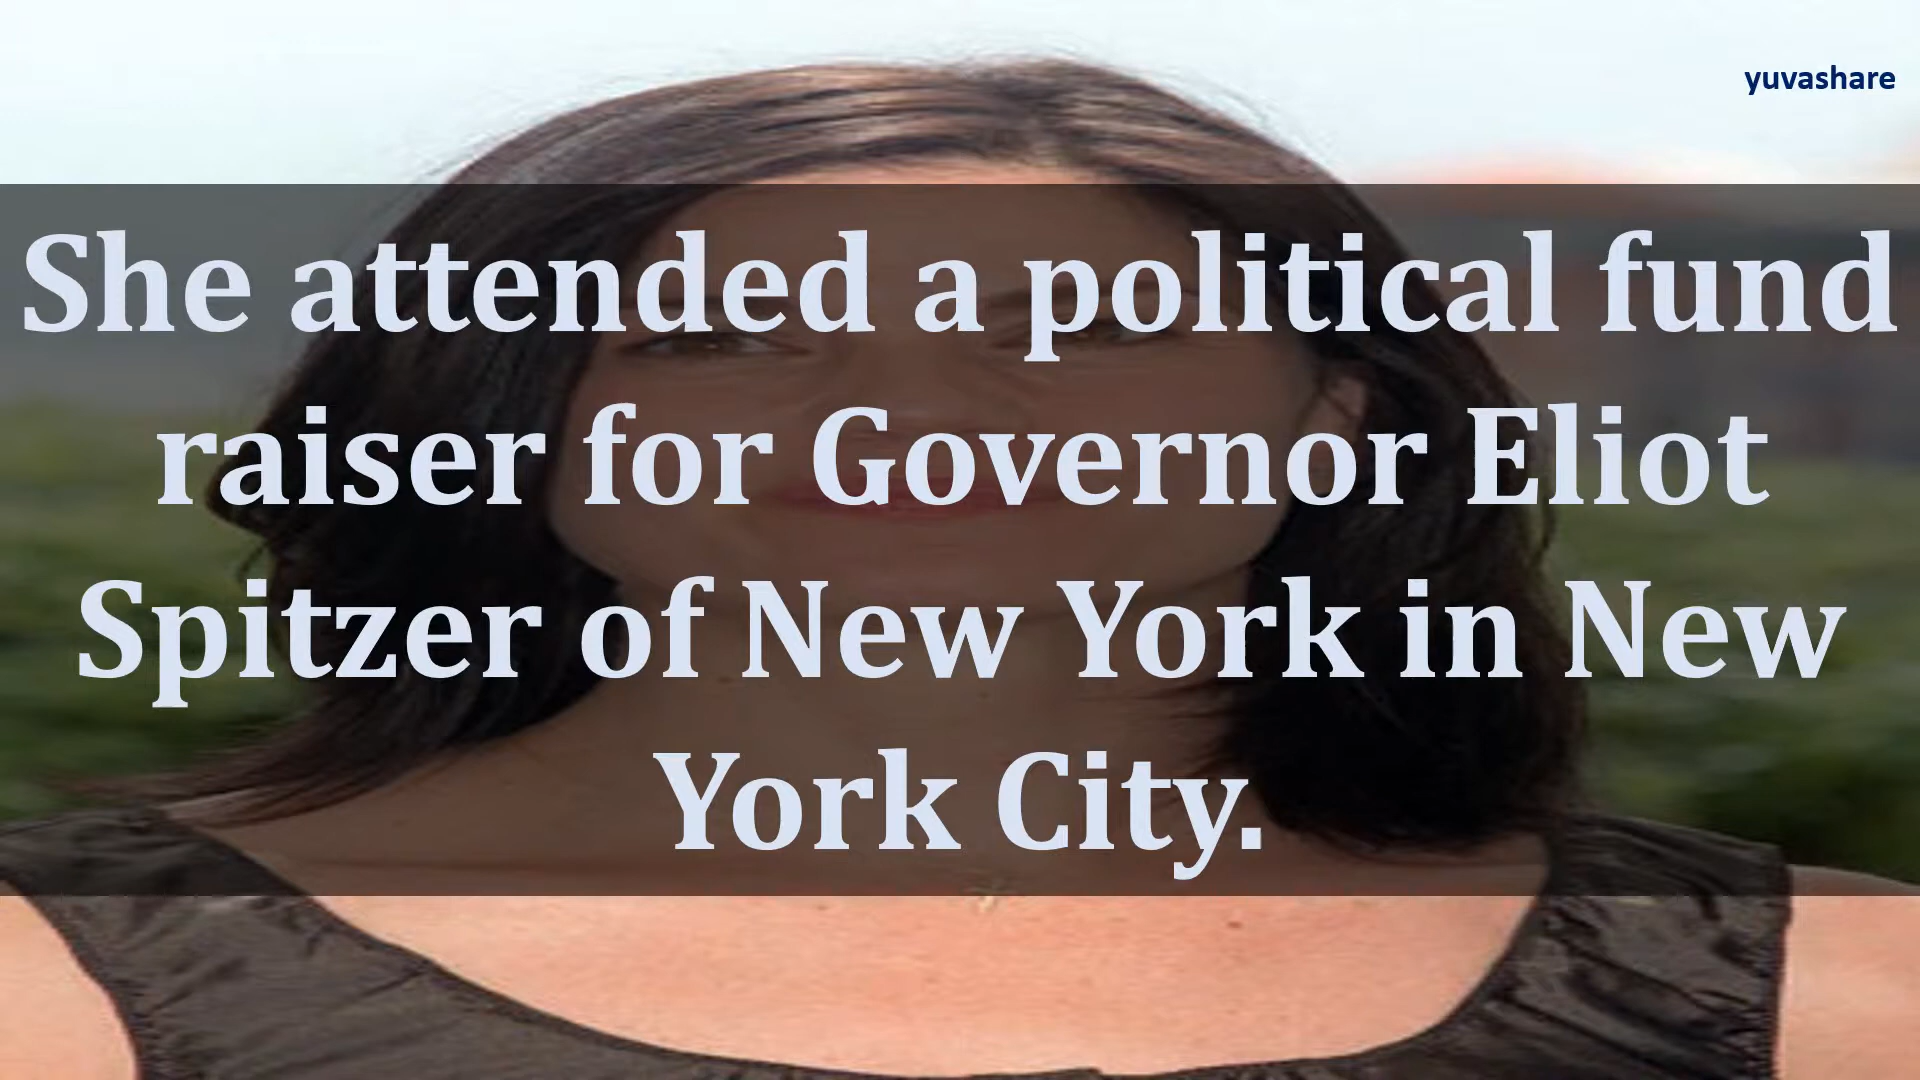 yuvashare
She attended a political fund
raiser for Governor Eliot
Spitzer of New York in New
York City.